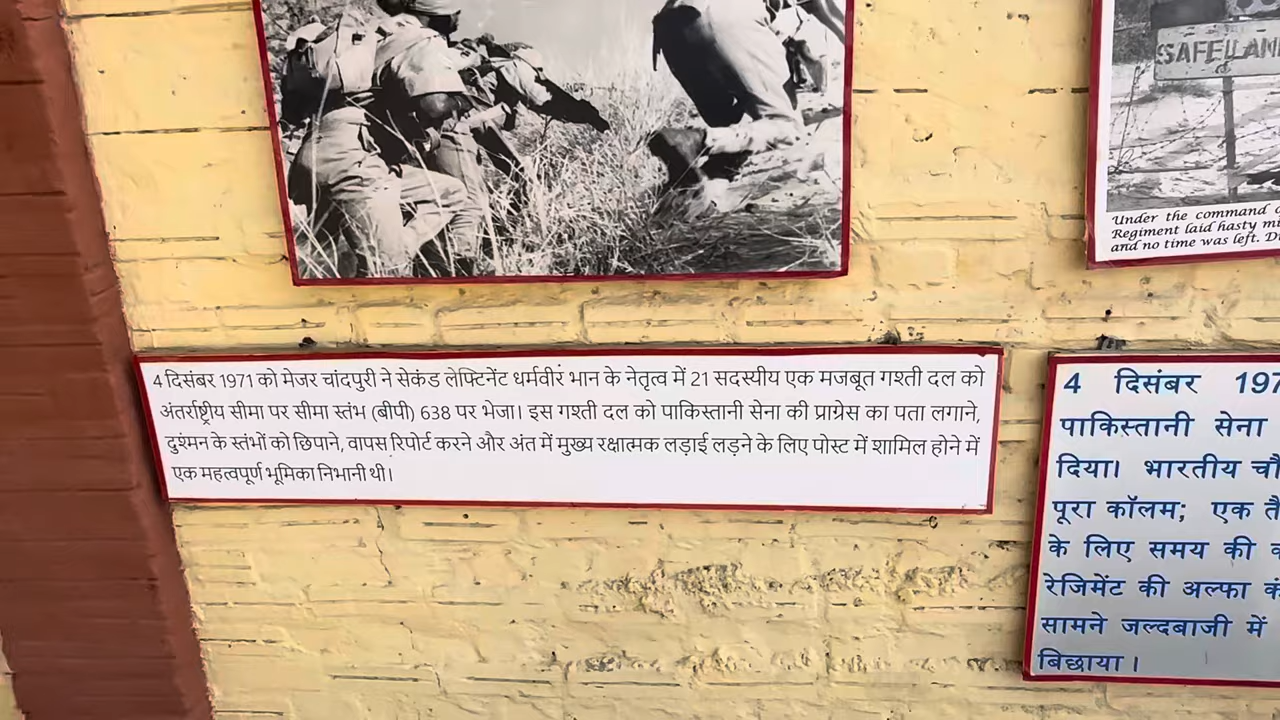 4 दिसंबर 1971 को मेजर चांदपुरी ने सेकंड लेफ्टिनेंट धर्मवीर भान के नेतृत्व में 21 सदस्यीय एक मजबूत गश्ती दल को
अंतर्राष्ट्रीय सीमा पर सीमा स्तंभ (बीपी) 638 पर भेजा। इस गश्ती दल को पाकिस्तानी सेना की प्राग्रेस का पता लगाने,
दुश्मन के स्तंभों को छिपाने, वापस रिपोर्ट करने और अंत में मुख्य रक्षात्मक लड़ाई लड़ने के लिए पोस्ट में शामिल होने में
एक महत्वपूर्ण भूमिका निभानी थी।
SAFE LAN
Under the command
Regiment laid hasty
and no time was left.
4 दिसंबर 197
पाकिस्तानी सेना
दिया। भारतीय
पूरा कॉलम; एक
के लिए समय की
रेजिमेंट की अल्फा
सामने जल्दबाजी में
बिछाया।